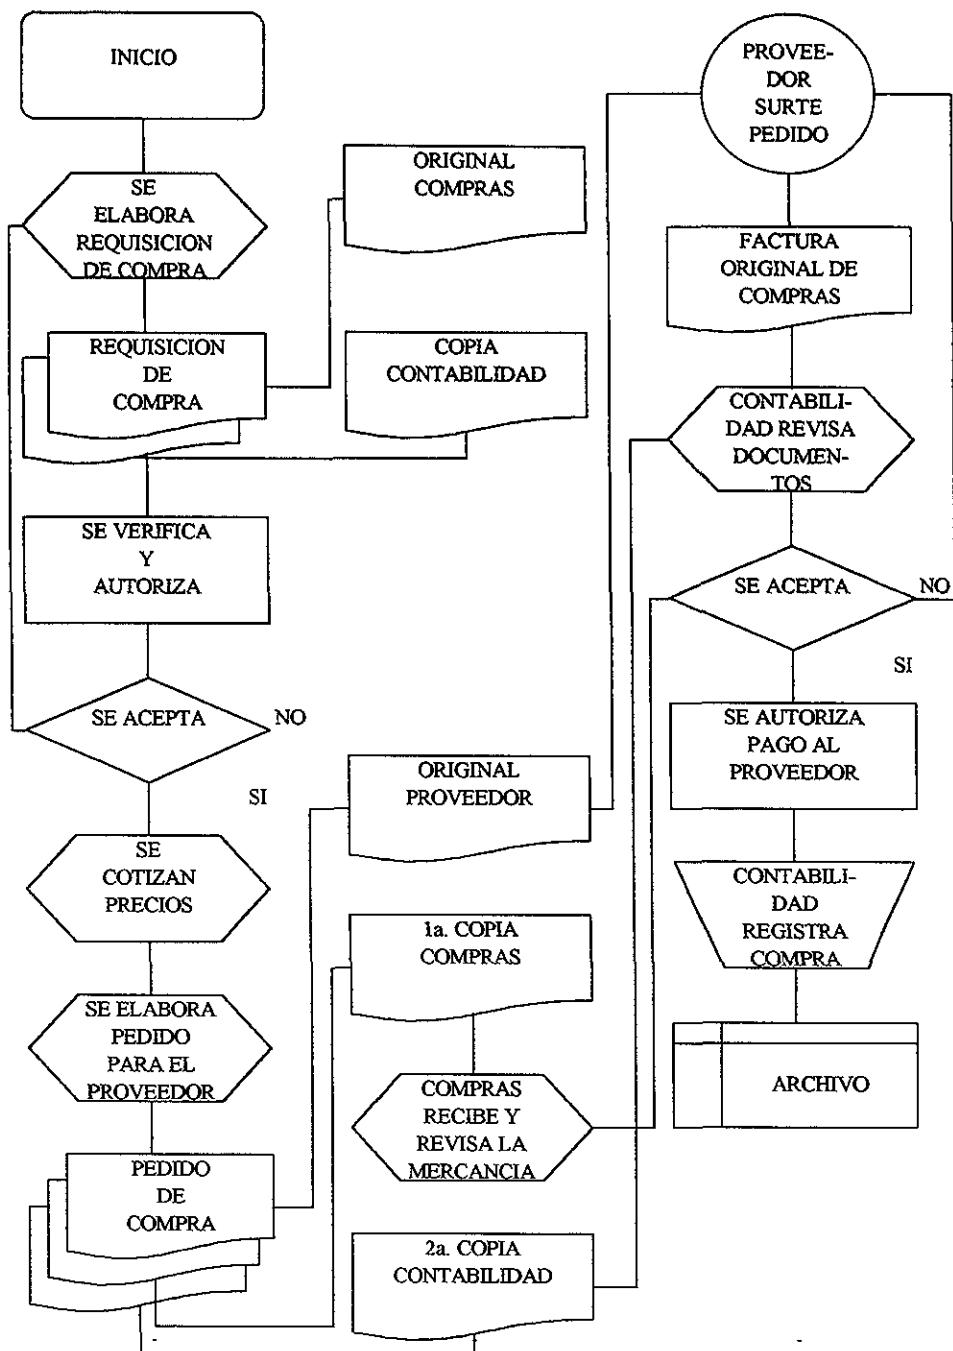 INICIO
SE
ELABORA
REQUISICION
DE COMPRA
ORIGINAL
COMPRAS
REQUISICION
DE
COMPRA
COPIA
CONTABILIDAD
SE VERIFICA
Y
AUTORIZA
SE ACEPTA
NO
SI
SE
COTIZAN
PRECIOS
SE ELABORA
PEDIDO
PARA EL
PROVEEDOR
PEDIDO
DE
COMPRA
ORIGINAL
PROVEEDOR
1a. COPIA
COMPRAS
COMPRAS
RECIBE Y
REVISA LA
MERCANCIA
2a. COPIA
CONTABILIDAD
PROVEE-
DOR
SURTE
PEDIDO
FACTURA
ORIGINAL DE
COMPRAS
CONTABILI-
DAD REVISA
DOCUMEN-
TOS
SE ACEPTA
NO
SI
SE AUTORIZA
PAGO AL
PROVEEDOR
CONTABILI-
DAD
REGISTRA
COMPRA
ARCHIVO